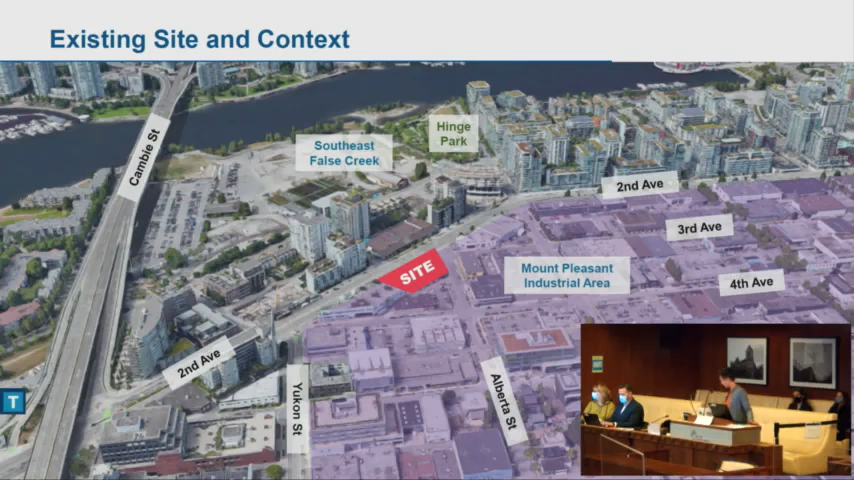 Existing Site and Context
Cambie St
Hinge
Park
Southeast
False Creek
2nd Ave
3rd Ave
SITE
Mount Pleasant
Industrial Area
4th Ave
2nd Ave
Yukon St
Alberta St
T